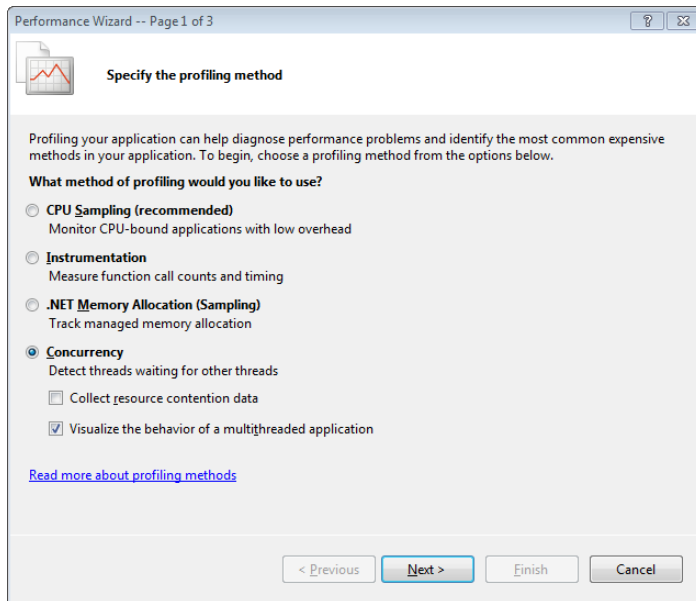 Performance Wizard -- Page 1 of 3
Specify the profiling method
Profiling your application can help diagnose performance problems and identify the most common expensive
methods in your application. To begin, choose a profiling method from the options below.
What method of profiling would you like to use?
CPU Sampling (recommended)
Monitor CPU-bound applications with low overhead
Instrumentation
Measure function call counts and timing
.NET Memory Allocation (Sampling)
Track managed memory allocation
Concurrency
Detect threads waiting for other threads
Collect resource contention data
Visualize the behavior of a multithreaded application
Read more about profiling methods
< Previous Next > Finish Cancel